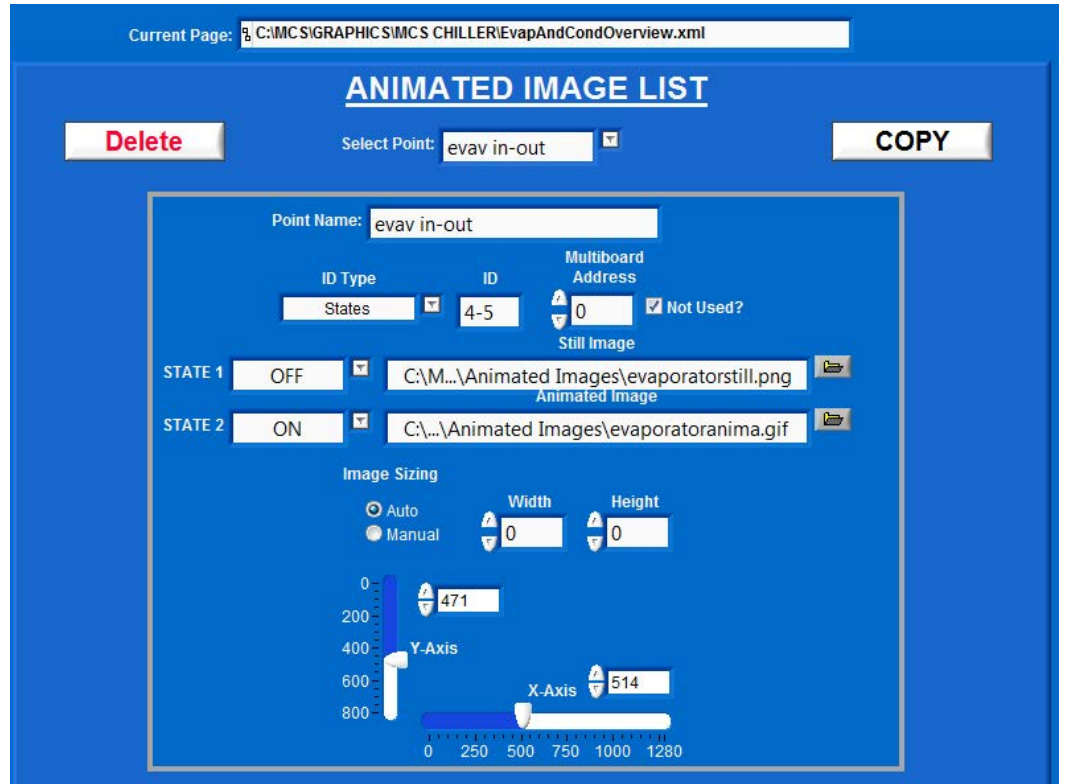 Current Page: C:\MCS\GRAPHICS\MCS CHILLER\EvapAndCondOverview.xml
ANIMATED IMAGE LIST
Delete
Select Point: evav in-out
COPY
Point Name: evav in-out
Multiboard
ID Type ID Address
States 4-5 0 Not Used?
Still Image
STATE 1 OFF C:\M...\Animated Images\evaporatorstill.png
Animated Image
STATE 2 ON C:\...\Animated Images\evaporatoranima.gif
Image Sizing
Auto Width Height
Manual 0 0
0
471
200
400 Y-Axis
600
X-Axis 514
800
0 250 500 750 1000 1280